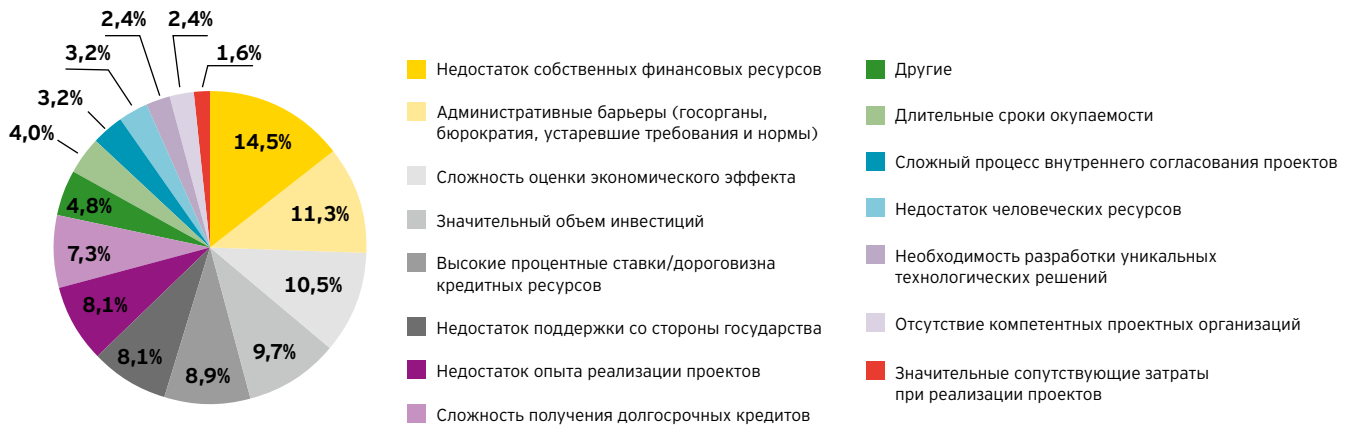 2,4%
2,4%
3,2%
1,6%
3,2%
4,0%
14,5%
11,3%
10,5%
9,7%
8,9%
8,1%
8,1%
7,3%
4,8%
Недостаток собственных финансовых ресурсов
Административные барьеры (госорганы,
бюрократия, устаревшие требования и нормы)
Сложность оценки экономического эффекта
Значительный объем инвестиций
Высокие процентные ставки/дороговизна
кредитных ресурсов
Недостаток поддержки со стороны государства
Недостаток опыта реализации проектов
Сложность получения долгосрочных кредитов
Другие
Длительные сроки окупаемости
Сложный процесс внутреннего согласования проектов
Недостаток человеческих ресурсов
Необходимость разработки уникальных
технологических решений
Отсутствие компетентных проектных организаций
Значительные сопутствующие затраты
при реализации проектов